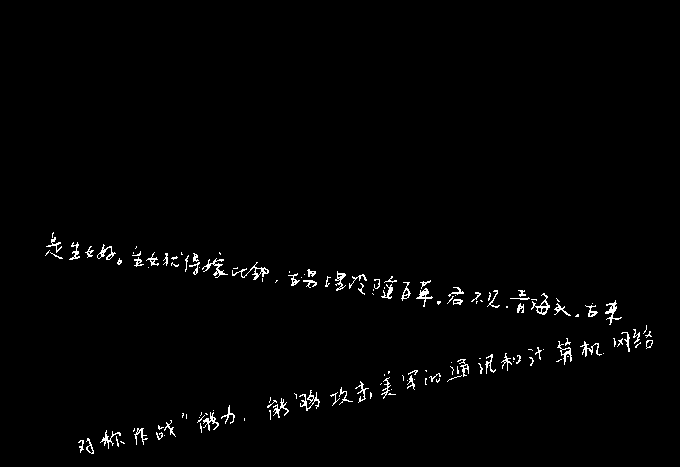 是生女好。生女犹得嫁比邻，生男埋没随百草。君不见，青海头，古来
对称作战"能力，能够攻击美军的通讯和计算机网络